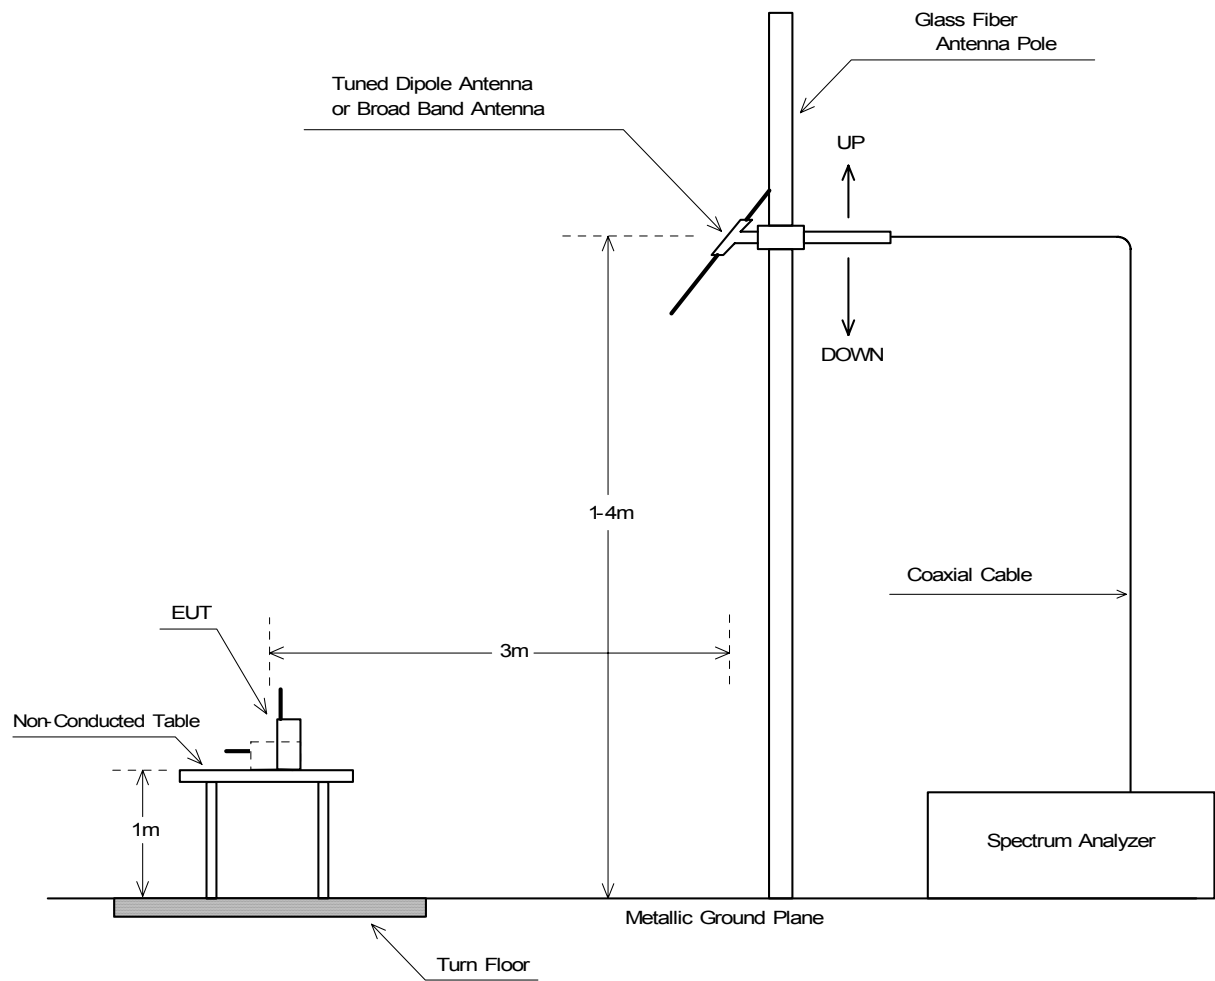 Glass Fiber
Antenna Pole
Tuned Dipole Antenna
or Broad Band Antenna
UP
DOWN
1-4m
Coaxial Cable
EUT
3m
Non-Conducted Table
1m
Spectrum Analyzer
Metallic Ground Plane
Turn Floor